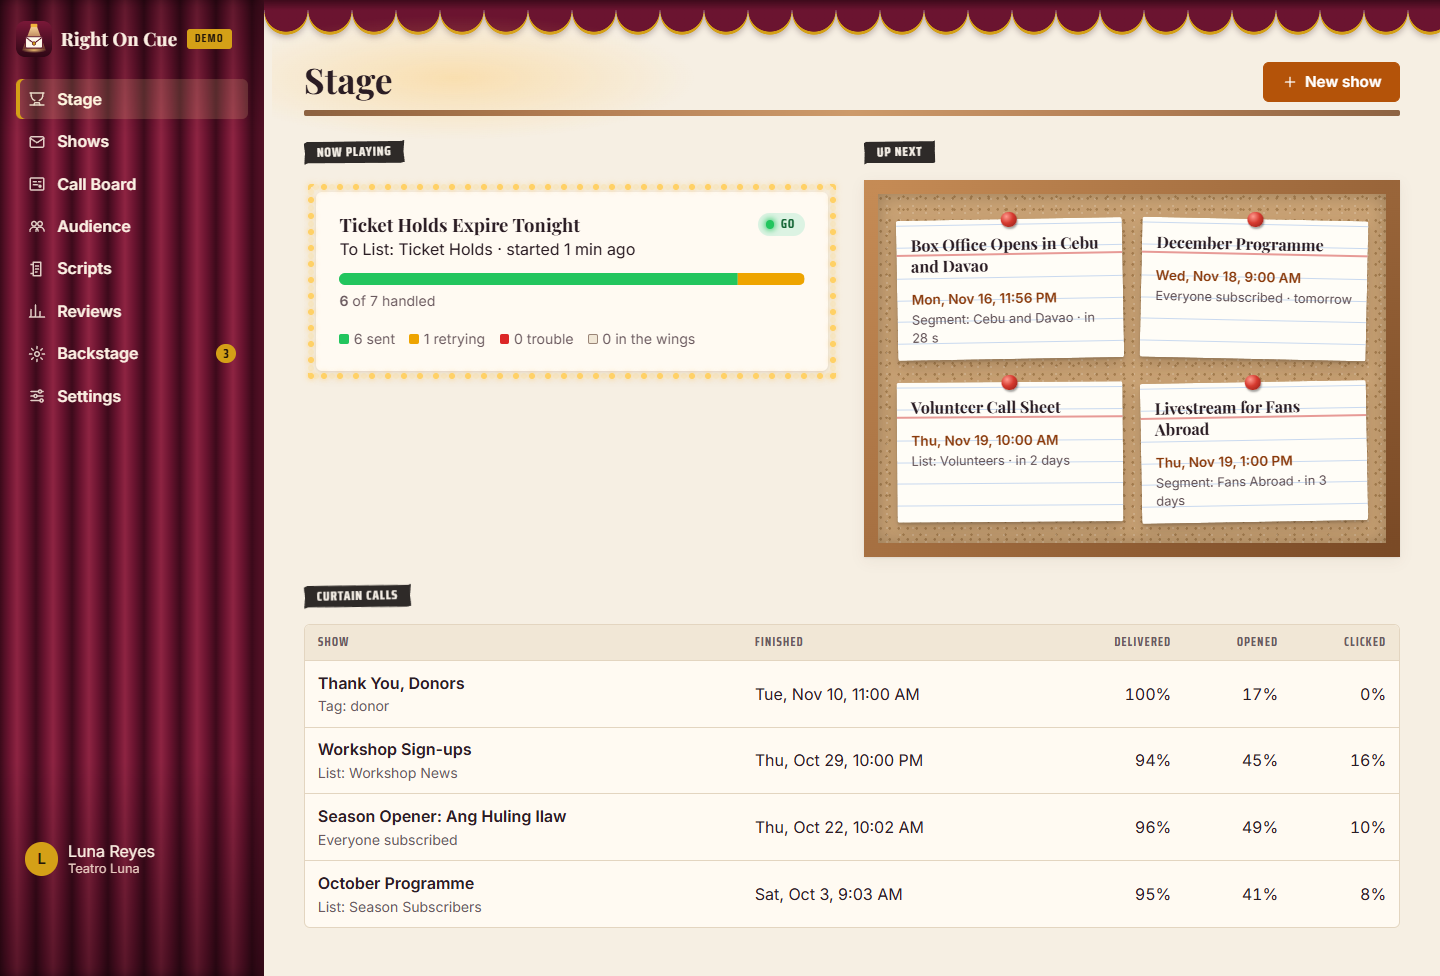 Right On Cue
DEMO
Stage
Shows
Call Board
Audience
Scripts
Reviews
Backstage
3
Settings
L
Luna Reyes
Teatro Luna
Stage
+ New show
NOW PLAYING
Ticket Holds Expire Tonight
GO
To List: Ticket Holds · started 1 min ago
6 of 7 handled
6 sent
1 retrying
0 trouble
0 in the wings
UP NEXT
Box Office Opens in Cebu
and Davao
Mon, Nov 16, 11:56 PM
Segment: Cebu and Davao · in
28 s
December Programme
Wed, Nov 18, 9:00 AM
Everyone subscribed · tomorrow
Volunteer Call Sheet
Thu, Nov 19, 10:00 AM
List: Volunteers · in 2 days
Livestream for Fans
Abroad
Thu, Nov 19, 1:00 PM
Segment: Fans Abroad · in 3
days
CURTAIN CALLS
SHOW FINISHED DELIVERED OPENED CLICKED
Thank You, Donors
Tag: donor
Tue, Nov 10, 11:00 AM 100% 17% 0%
Workshop Sign-ups
List: Workshop News
Thu, Oct 29, 10:00 PM 94% 45% 16%
Season Opener: Ang Huling Ilaw
Everyone subscribed
Thu, Oct 22, 10:02 AM 96% 49% 10%
October Programme
List: Season Subscribers
Sat, Oct 3, 9:03 AM 95% 41% 8%